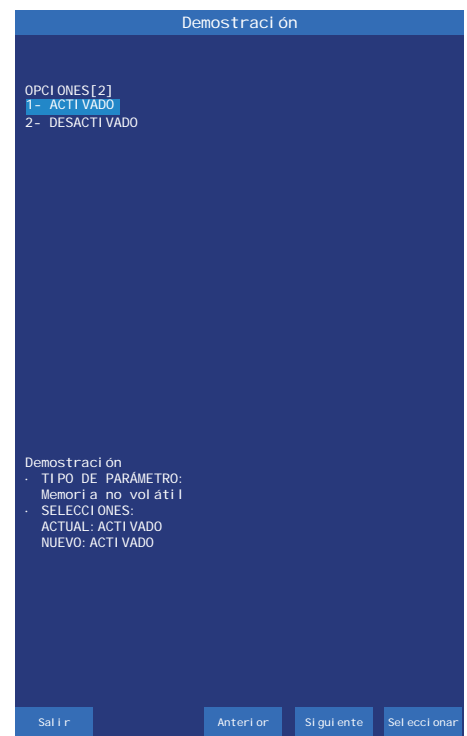 Demostración
OPCIONES[2]
1- ACTIVADO
2- DESACTIVADO
Demostración
· TIPO DE PARÁMETRO:
Memoria no volátil
· SELECCIONES:
ACTUAL: ACTIVADO
NUEVO: ACTIVADO
Salir Anterior Siguiente Seleccionar